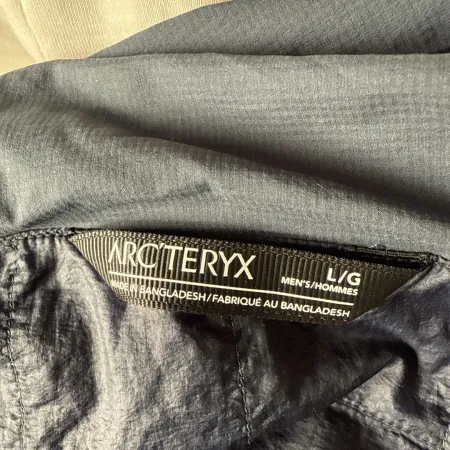 ARC'TERYX
L/G
MEN'S/HOMMES
MADE IN BANGLADESH/FABRIQUÉ AU BANGLADESH